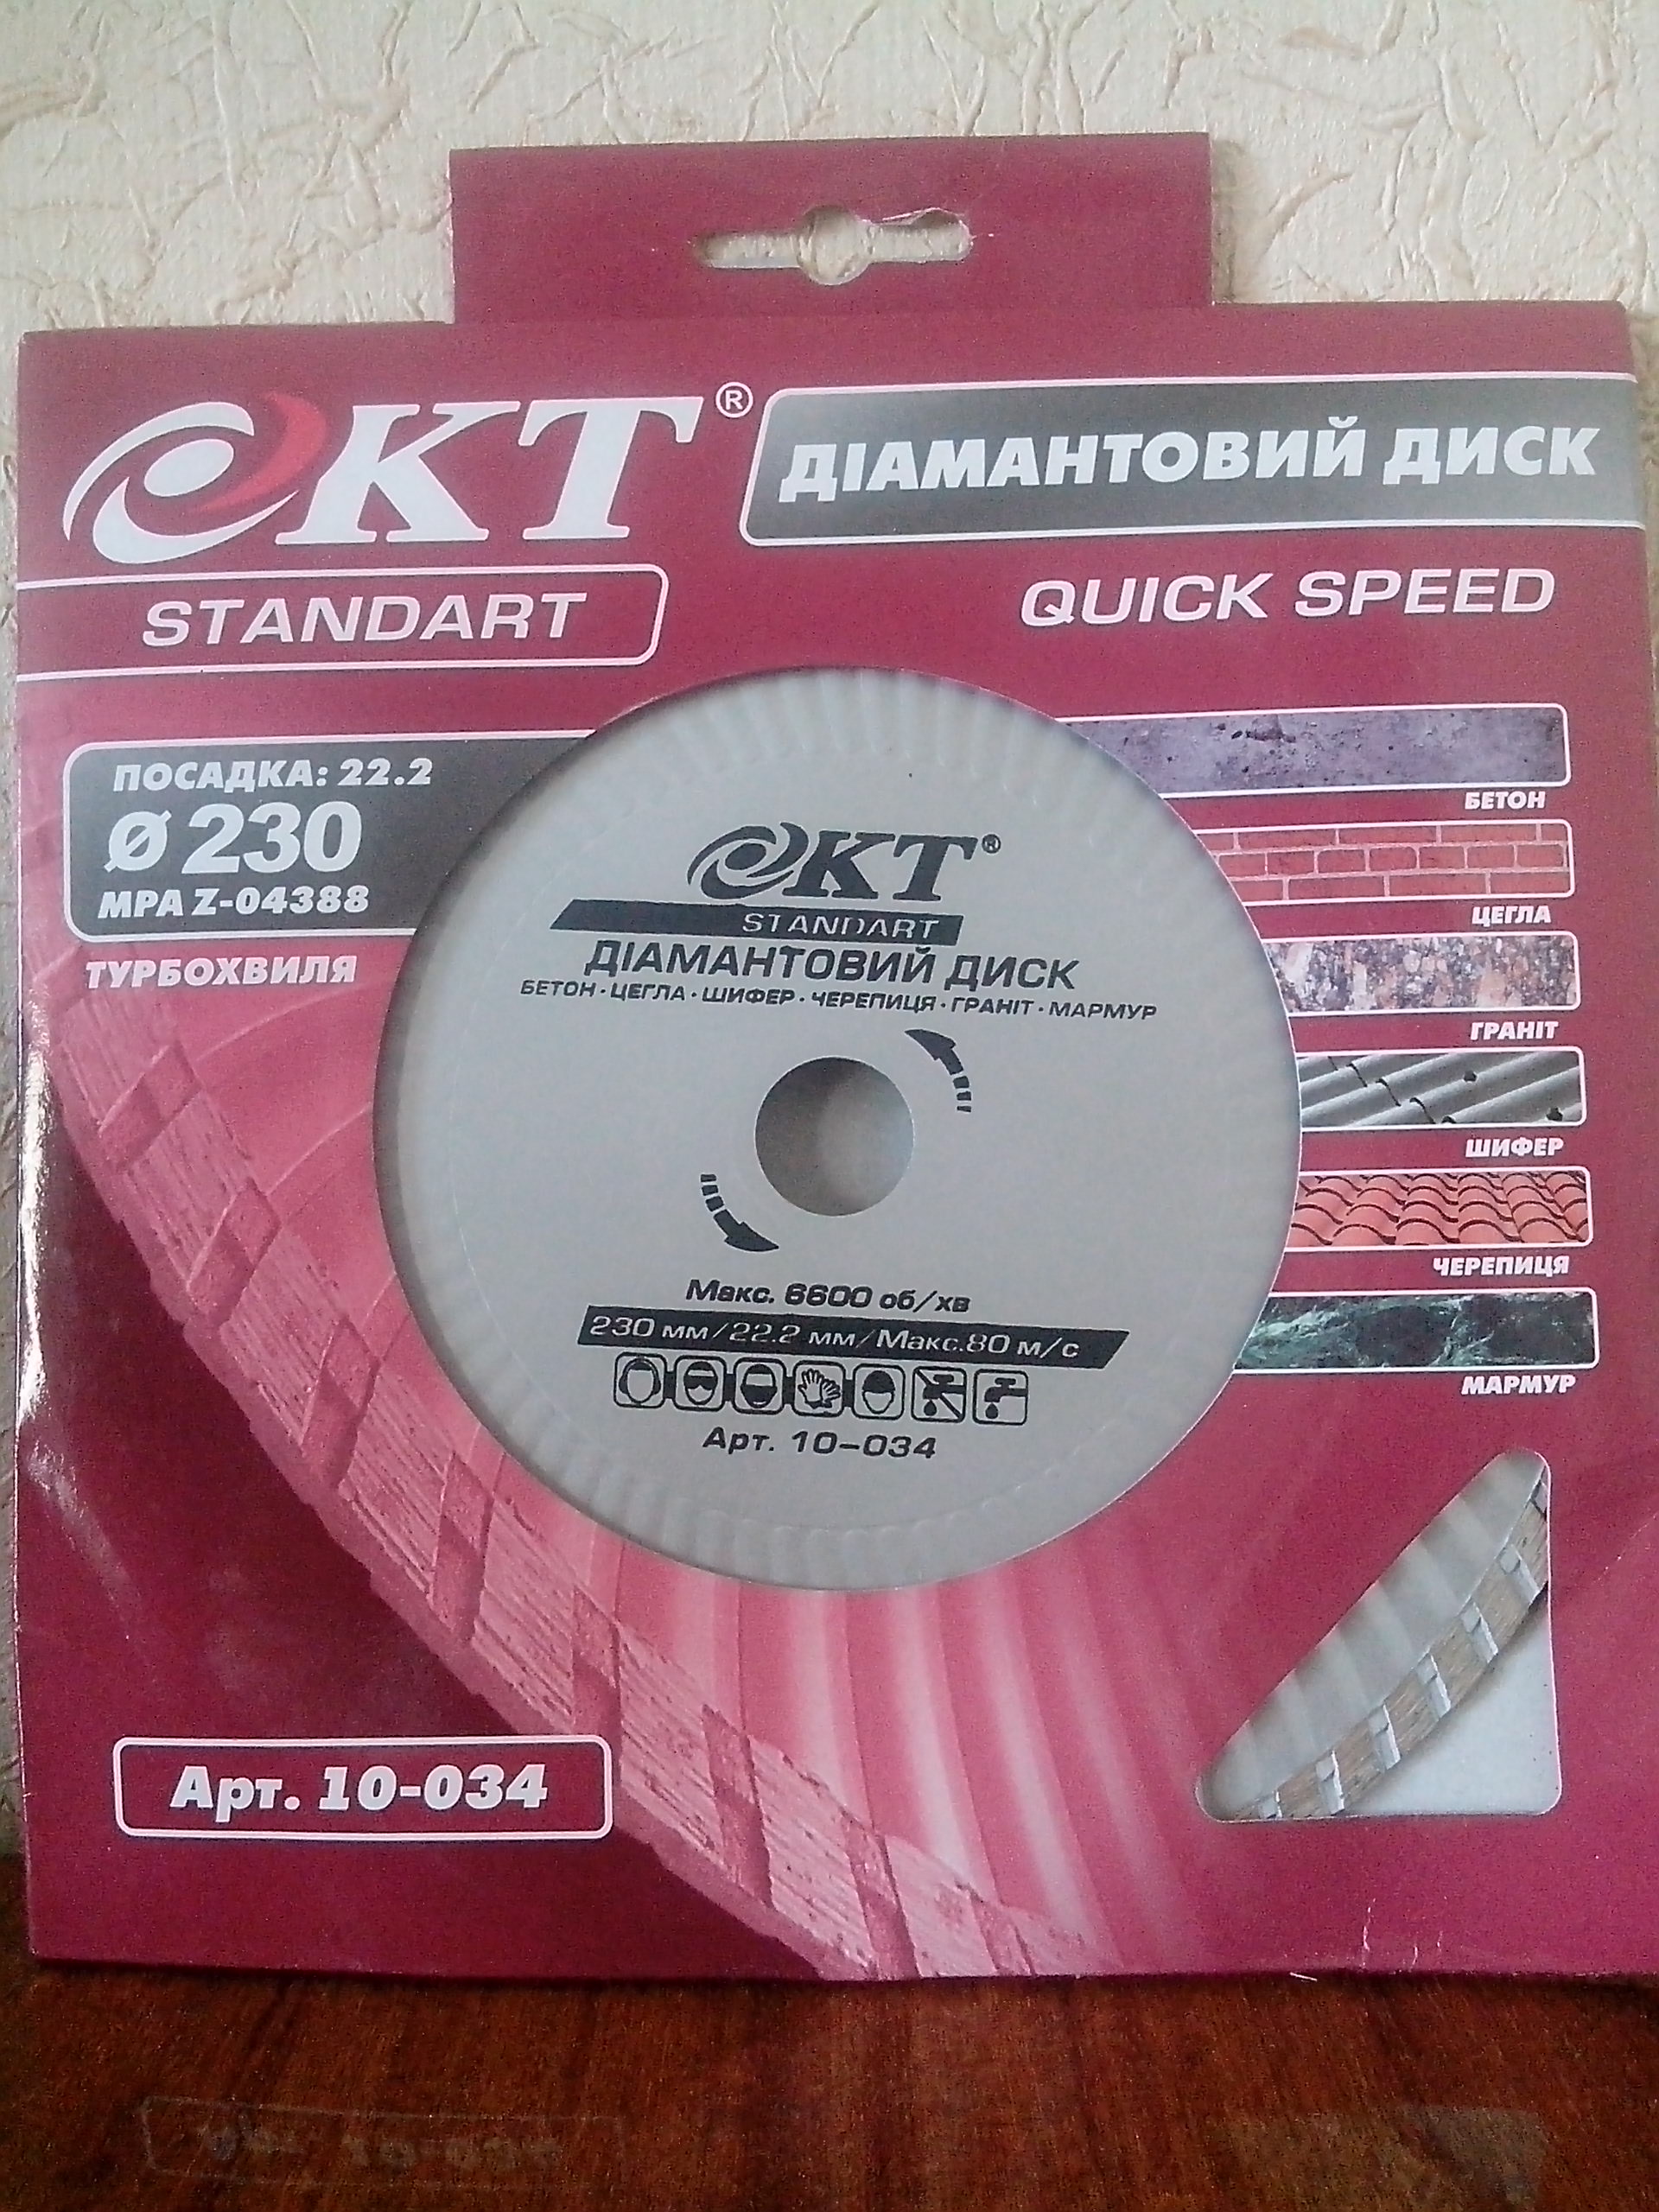 KT®
ДІАМАНТОВИЙ ДИСК
STANDART
QUICK SPEED
ПОСАДКА: 22.2
Ø 230
MPA Z-04388
ТУРБОХВИЛЯ
KT®
STANDART
ДІАМАНТОВИЙ ДИСК
БЕТОН · ЦЕГЛА · ШИФЕР · ЧЕРЕПИЦЯ · ГРАНІТ · МАРМУР
Макс. 6600 об/хв
230 мм/22.2 мм/Макс.80 м/с
Арт. 10-034
БЕТОН
ЦЕГЛА
ГРАНІТ
ШИФЕР
ЧЕРЕПИЦЯ
МАРМУР
Арт. 10-034